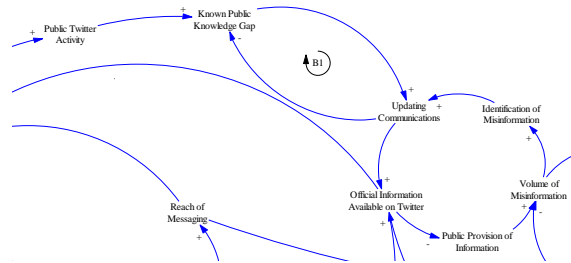 Known Public
Knowledge Gap
+
Public Twitter
Activity
+
-
B1
+
Updating
Communications
+
Identification of
Misinformation
+
+
Official Information
Available on Twitter
+
Volume of
Misinformation
+
-
Reach of
Messaging
+
-
Public Provision of
Information